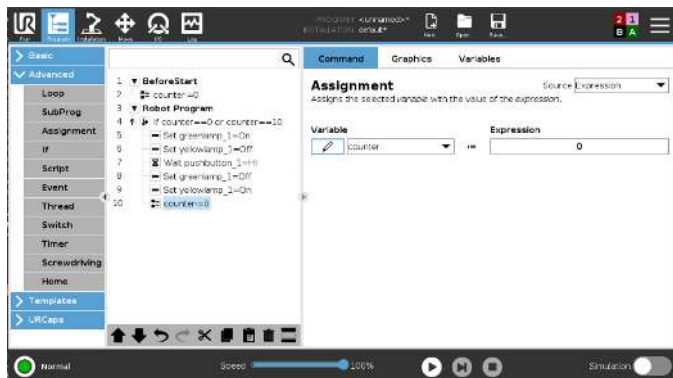 UR
PROGRAM <unnamed>*
INSTALLATION default*
Run Program Installation Move I/O Log
New... Open... Save...
2 1
B A
Basic
Advanced
Loop
SubProg
Assignment
If
Script
Event
Thread
Switch
Timer
Screwdriving
Home
Templates
URCaps
1 ▼ BeforeStart
2 counter:=0
3 ▼ Robot Program
4 If counter==0 or counter==10
5 Set greenlamp_1=On
6 Set yellowlamp_1=Off
7 Wait pushbutton_1=HI
8 Set greenlamp_1=Off
9 Set yellowlamp_1=On
10 counter:=0
Command Graphics Variables
Assignment
Source Expression
Assigns the selected variable with the value of the expression.
Variable Expression
counter := 0
Normal
Speed 100%
Simulation